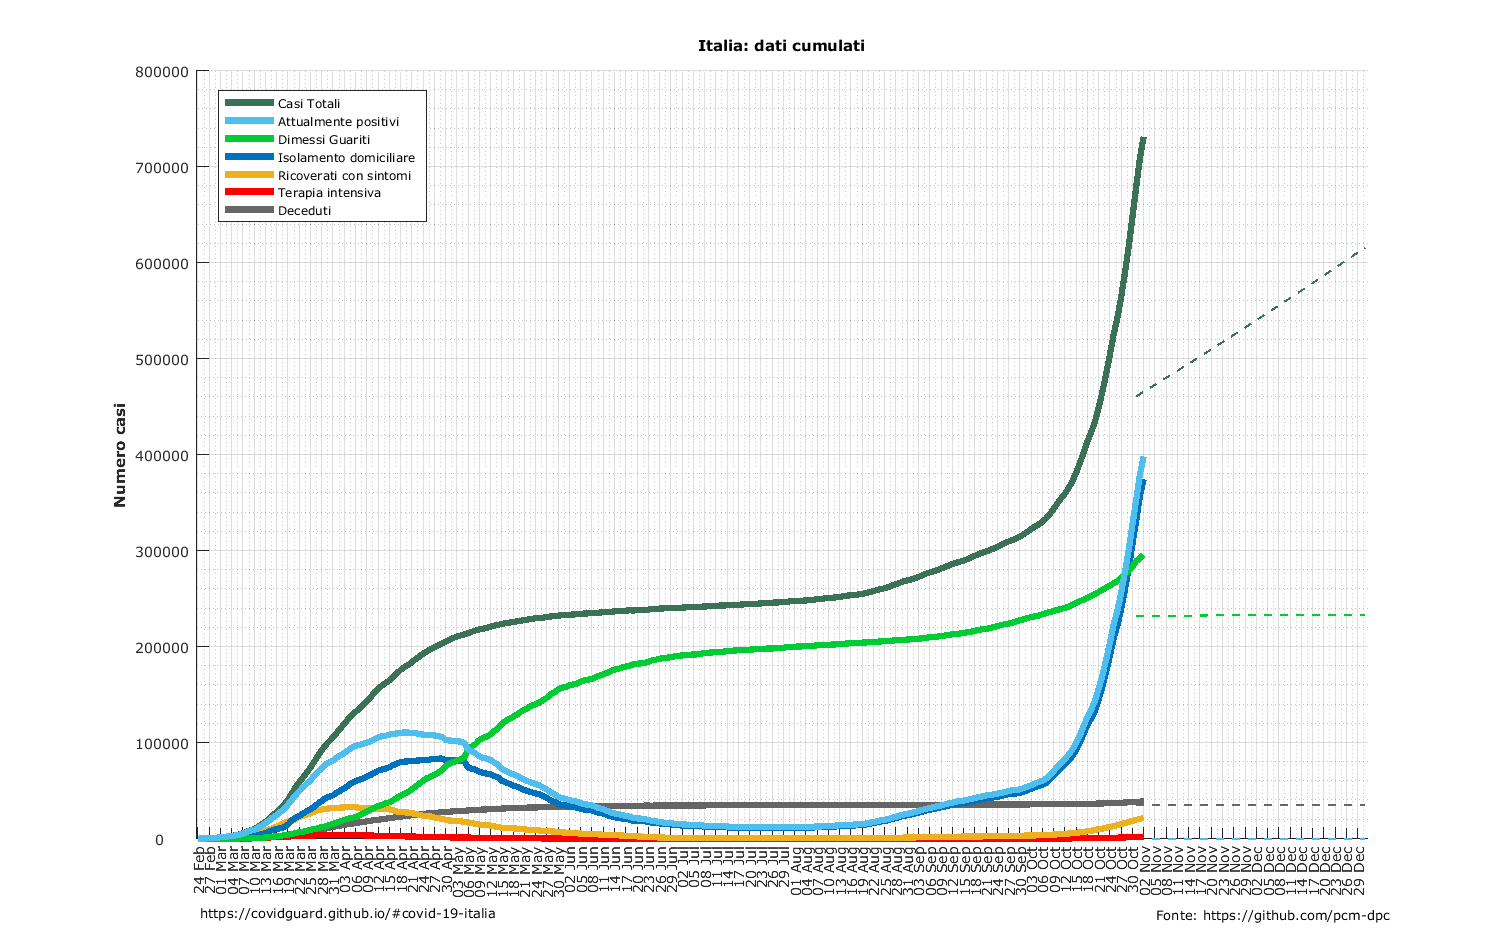 Italia: dati cumulati
800000
700000
600000
500000
400000
300000
200000
100000
0
Numero casi
Casi Totali
Attualmente positivi
Dimessi Guariti
Isolamento domiciliare
Ricoverati con sintomi
Terapia intensiva
Deceduti
24 Feb
27 Feb
01 Mar
04 Mar
07 Mar
10 Mar
13 Mar
16 Mar
19 Mar
22 Mar
25 Mar
28 Mar
31 Mar
03 Apr
06 Apr
09 Apr
12 Apr
15 Apr
18 Apr
21 Apr
24 Apr
27 Apr
30 Apr
03 May
06 May
09 May
12 May
15 May
18 May
21 May
24 May
27 May
30 May
02 Jun
05 Jun
08 Jun
11 Jun
14 Jun
17 Jun
20 Jun
23 Jun
26 Jun
29 Jun
02 Jul
05 Jul
08 Jul
11 Jul
14 Jul
17 Jul
20 Jul
23 Jul
26 Jul
29 Jul
01 Aug
04 Aug
07 Aug
10 Aug
13 Aug
16 Aug
19 Aug
22 Aug
25 Aug
28 Aug
31 Aug
03 Sep
06 Sep
09 Sep
12 Sep
15 Sep
18 Sep
21 Sep
24 Sep
27 Sep
30 Sep
03 Oct
06 Oct
09 Oct
12 Oct
15 Oct
18 Oct
21 Oct
24 Oct
27 Oct
30 Oct
02 Nov
05 Nov
08 Nov
11 Nov
14 Nov
17 Nov
20 Nov
23 Nov
26 Nov
29 Nov
02 Dec
05 Dec
08 Dec
11 Dec
14 Dec
17 Dec
20 Dec
23 Dec
26 Dec
29 Dec
https://covidguard.github.io/#covid-19-italia
Fonte: https://github.com/pcm-dpc